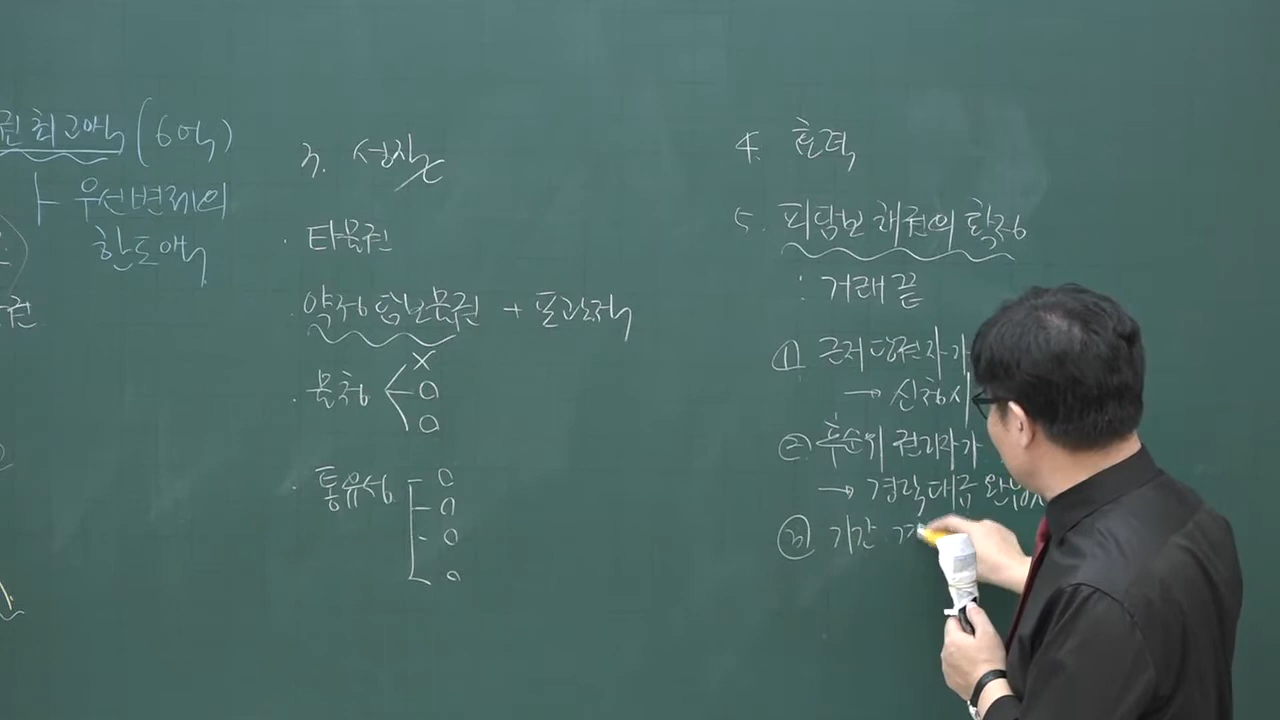 권 최고액 (6억)
ㅏ 우선변제의
한도액
권
3. 성질
· 타물권
· 약정담보물권 + 포괄적
· 물청 < X
O
O
· 통유성 O
O
O
O
4. 효력
5. 피담보채권의 확정
: 거래끝
① 근저당권자가
→ 신청시
② 후순위 권리자가
→ 경락대금 완납
③ 기간